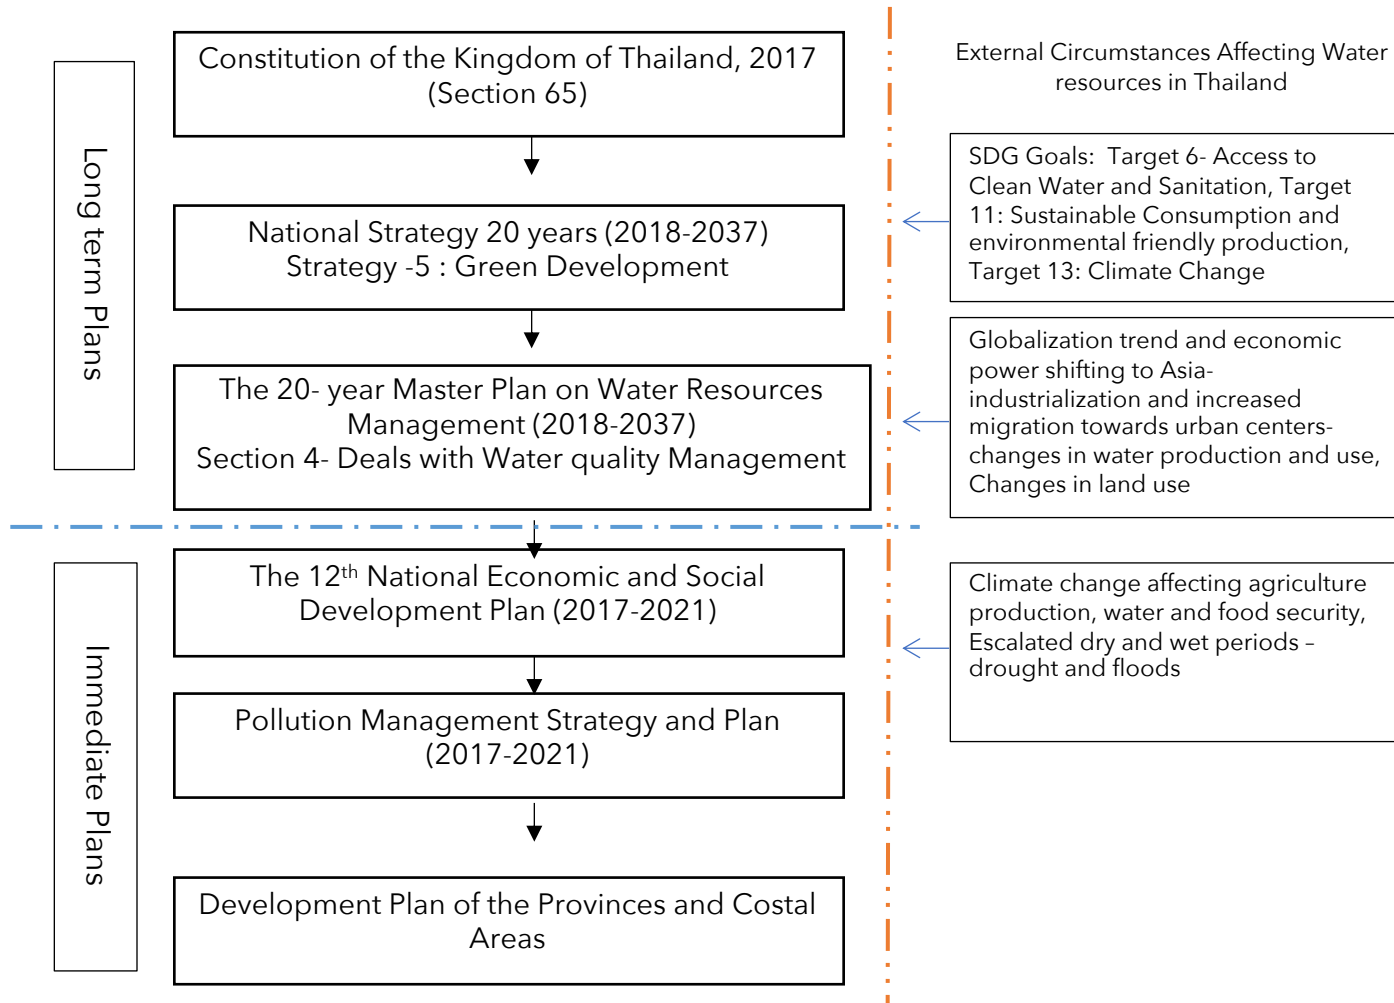 Long term Plans
Constitution of the Kingdom of Thailand, 2017
(Section 65)
National Strategy 20 years (2018-2037)
Strategy -5 : Green Development
The 20- year Master Plan on Water Resources
Management (2018-2037)
Section 4- Deals with Water quality Management
Immediate Plans
The 12th National Economic and Social
Development Plan (2017-2021)
Pollution Management Strategy and Plan
(2017-2021)
Development Plan of the Provinces and Costal
Areas
External Circumstances Affecting Water
resources in Thailand
SDG Goals: Target 6- Access to
Clean Water and Sanitation, Target
11: Sustainable Consumption and
environmental friendly production,
Target 13: Climate Change
Globalization trend and economic
power shifting to Asia-
industrialization and increased
migration towards urban centers-
changes in water production and use,
Changes in land use
Climate change affecting agriculture
production, water and food security,
Escalated dry and wet periods –
drought and floods